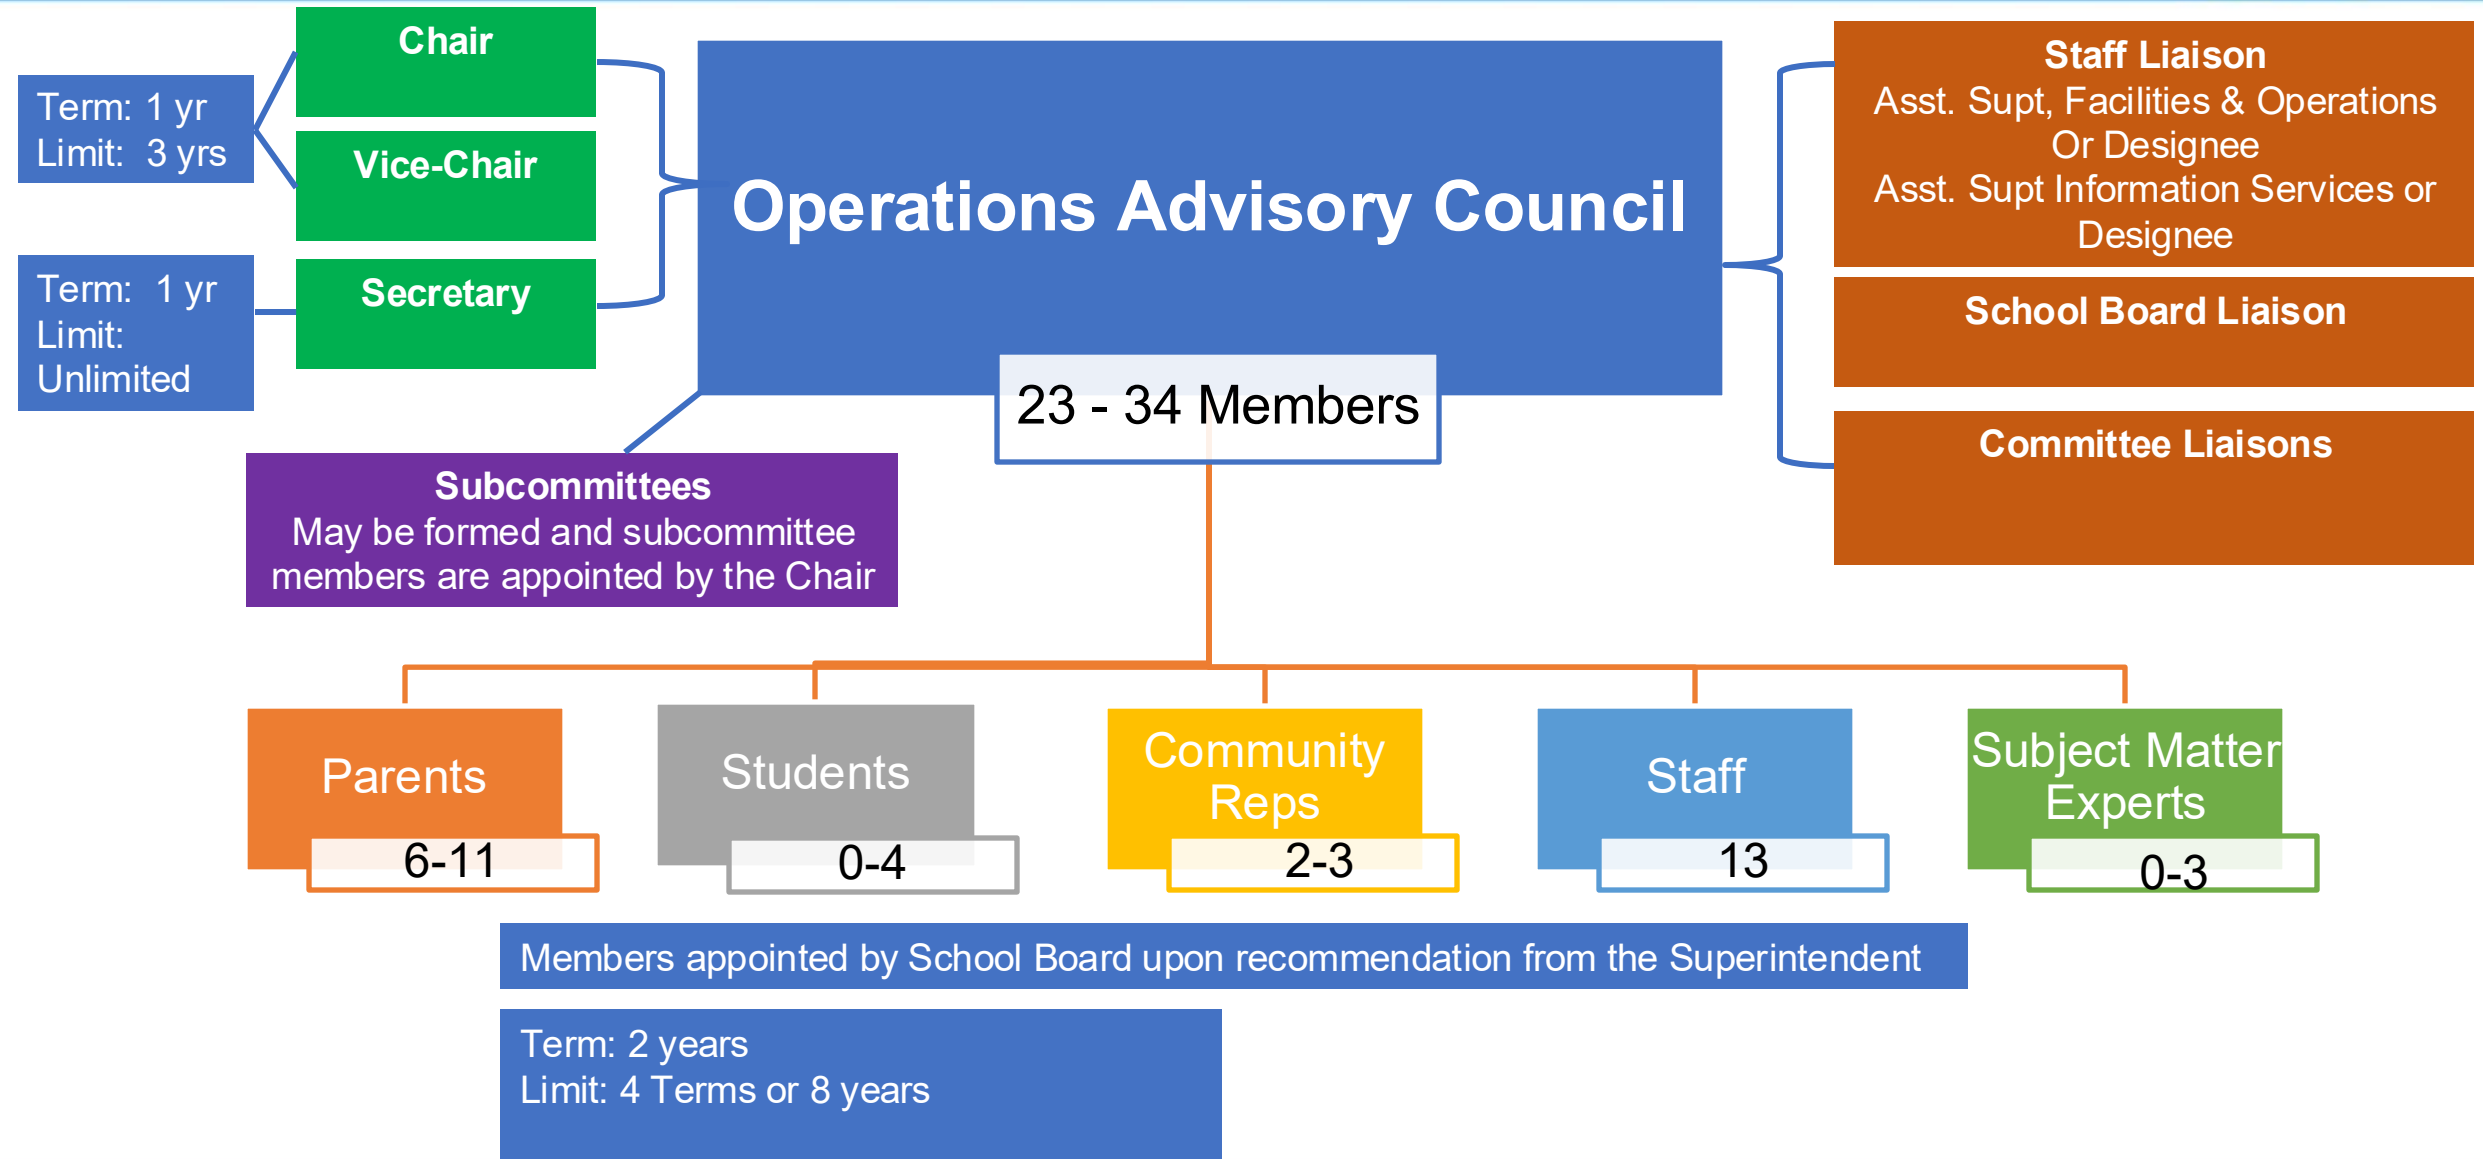 Chair
Term: 1 yr
Limit:  3 yrs
Vice-Chair
Term:  1 yr
Limit:
Unlimited
Secretary
Operations Advisory Council
23 - 34 Members
Staff Liaison
Asst. Supt, Facilities & Operations
Or Designee
Asst. Supt Information Services or
Designee
School Board Liaison
Committee Liaisons
Subcommittees
May be formed and subcommittee
members are appointed by the Chair
Parents
6-11
Students
0-4
Community
Reps
2-3
Staff
13
Subject Matter
Experts
0-3
Members appointed by School Board upon recommendation from the Superintendent
Term: 2 years
Limit: 4 Terms or 8 years